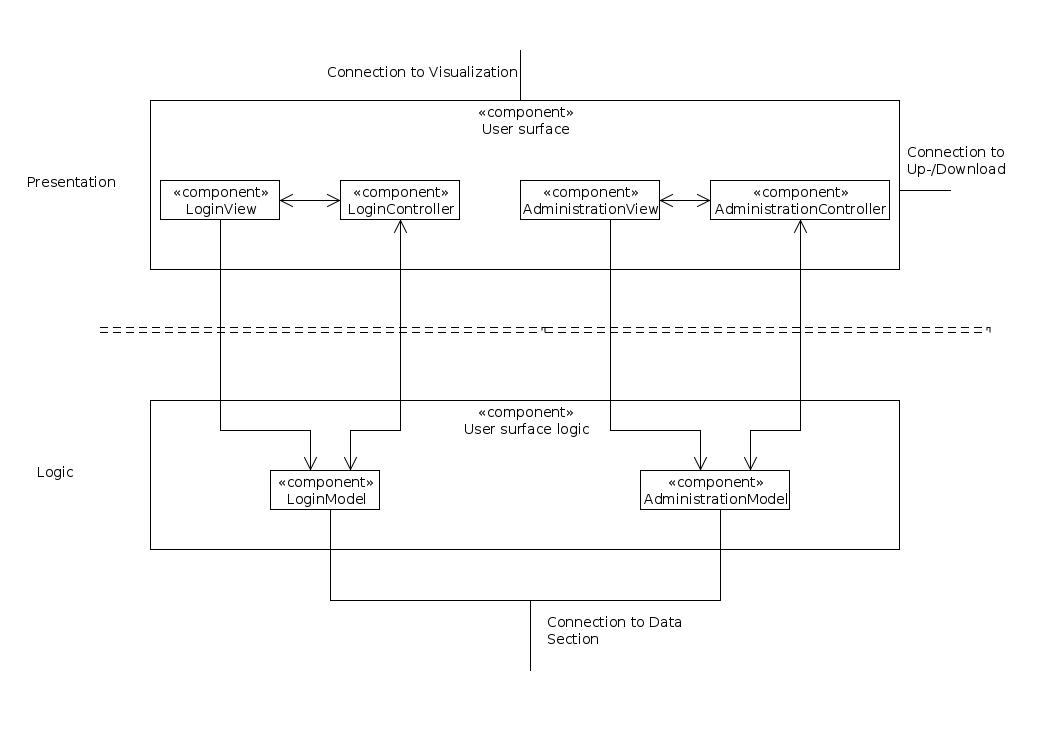 Connection to Visualization
«component»
User surface
Connection to
Up-/Download
Presentation
«component»
LoginView
«component»
LoginController
«component»
AdministrationView
«component»
AdministrationController
«component»
User surface logic
Logic
«component»
LoginModel
«component»
AdministrationModel
Connection to Data
Section